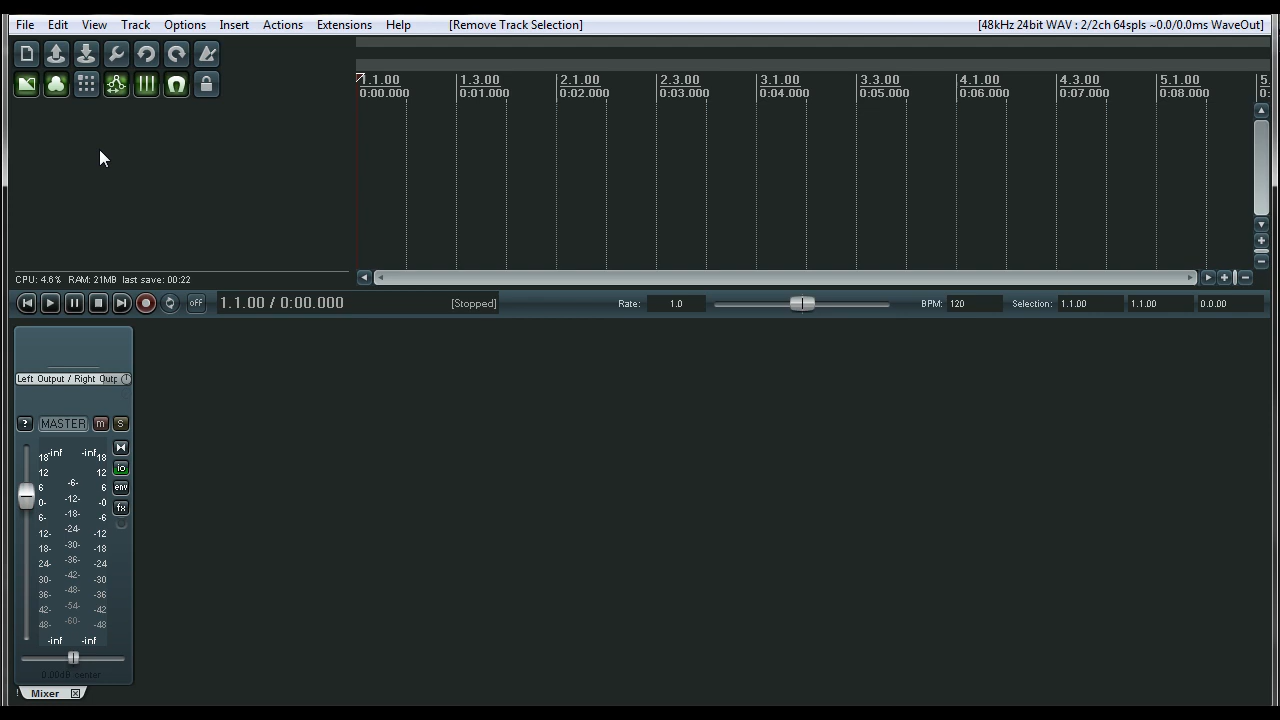 File Edit View Track Options Insert Actions Extensions Help [Remove Track Selection] [48kHz 24bit WAV : 2/2ch 64spls ~0.0/0.0ms WaveOut]
1.1.00 1.3.00 2.1.00 2.3.00 3.1.00 3.3.00 4.1.00 4.3.00 5.1.00 5.
0:00.000 0:01.000 0:02.000 0:03.000 0:04.000 0:05.000 0:06.000 0:07.000 0:08.000 0:
CPU: 4.6% RAM: 21MB last save: 00:22
off 1.1.00 / 0:00.000 [Stopped] Rate: 1.0 BPM: 120 Selection: 1.1.00 1.1.00 0.0.00
Left Output / Right Outp
? MASTER m s
-inf -inf
18 18
12 12
io
6 -6- 6
env
0- -12- -0
fx
6- -18- -6
12- -24- -12
18- -30- -18
24- -36- -24
30- -42- -30
36- -48- -36
42- -54- -42
48- -60- -48
-inf -inf
0.00dB center
! Mixer